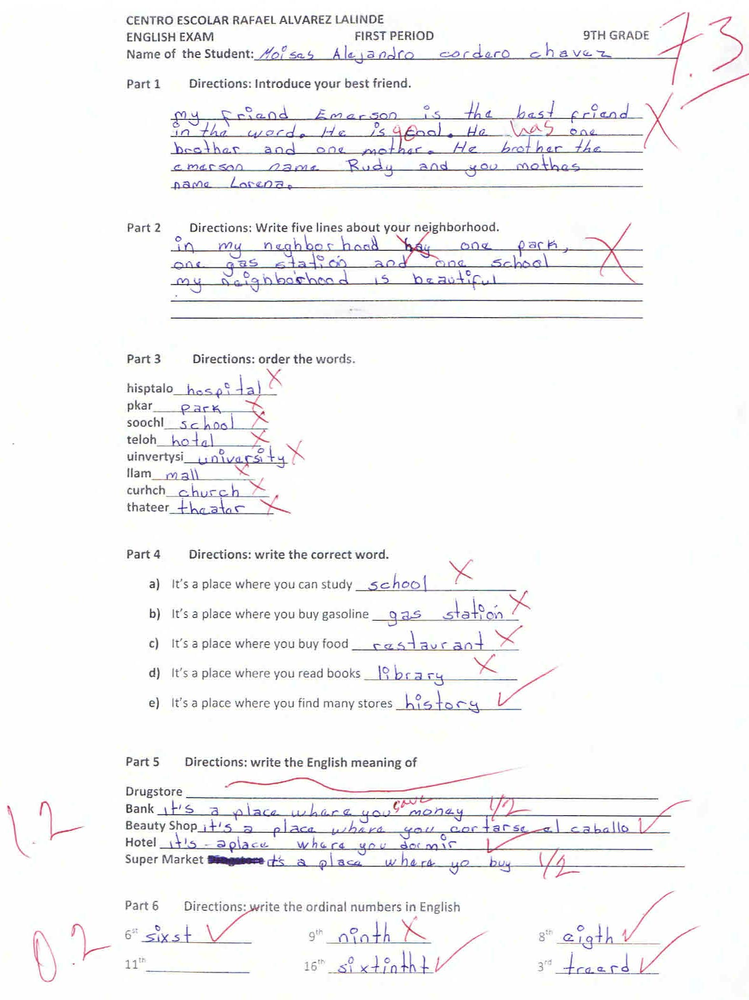 CENTRO ESCOLAR RAFAEL ALVAREZ LALINDE
ENGLISH EXAM FIRST PERIOD 9TH GRADE 7.3
Name of the Student: Moises Alejandro cordero chavez
Part 1 Directions: Introduce your best friend.
my friend Emerson is the best friend X
in the word. He is good. He has one
brother and one mother. He brother the
emerson name Rudy and you mothes
name Lorena.
Part 2 Directions: Write five lines about your neighborhood.
in my neghborhood hay one park, X
one gas station and one school
my neighborhood is beautiful
Part 3 Directions: order the words.
hisptalo hospital X
pkar park X
soochl school X
teloh hotel X
uinvertysi university X
llam mall X
curhch church X
thateer theater X
Part 4 Directions: write the correct word.
a) It's a place where you can study school X
b) It's a place where you buy gasoline gas station X
c) It's a place where you buy food restaurant X
d) It's a place where you read books library X
e) It's a place where you find many stores history ✓
Part 5 Directions: write the English meaning of
Drugstore
1.2 Bank it's a place where you save money 1/2
Beauty Shop it's a place where you cortarse el caballo ✓
Hotel it's a place where you dormir ✓
Super Market it's a place where yo buy 1/2
Part 6 Directions: write the ordinal numbers in English
0.2 6st sixst ✓ 9th ninth X 8th eigth ✓
11th 16th sixtintht ✓ 3rd treerd ✓